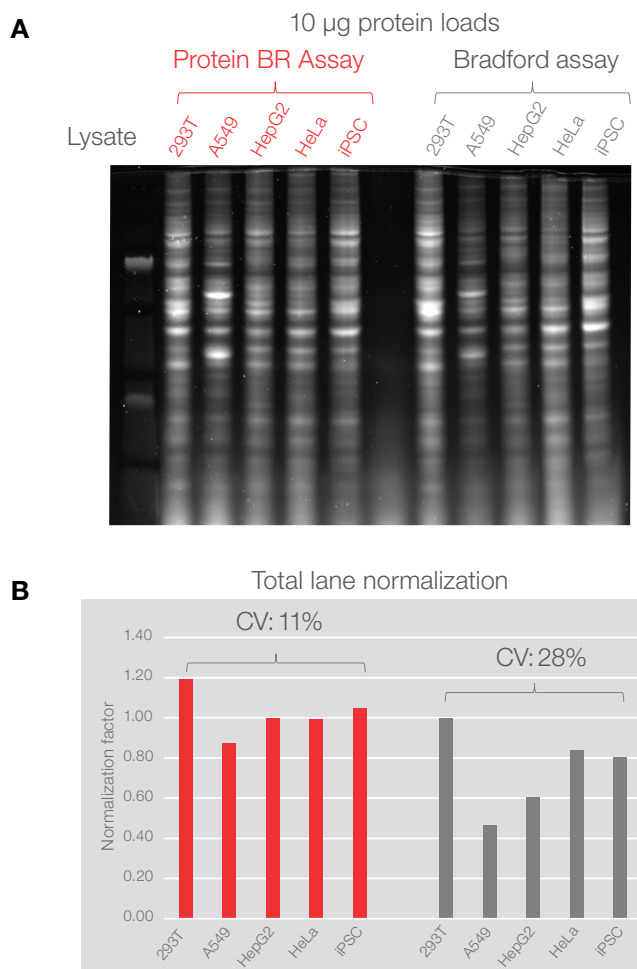 A
10 µg protein loads
Protein BR Assay
Bradford assay
Lysate
293T
A549
HepG2
HeLa
iPSC
293T
A549
HepG2
HeLa
iPSC
B
Total lane normalization
CV: 11%
CV: 28%
Normalization factor
1.40
1.20
1.00
0.80
0.60
0.40
0.20
0.00
293T
A549
HepG2
HeLa
iPSC
293T
A549
HepG2
HeLa
iPSC